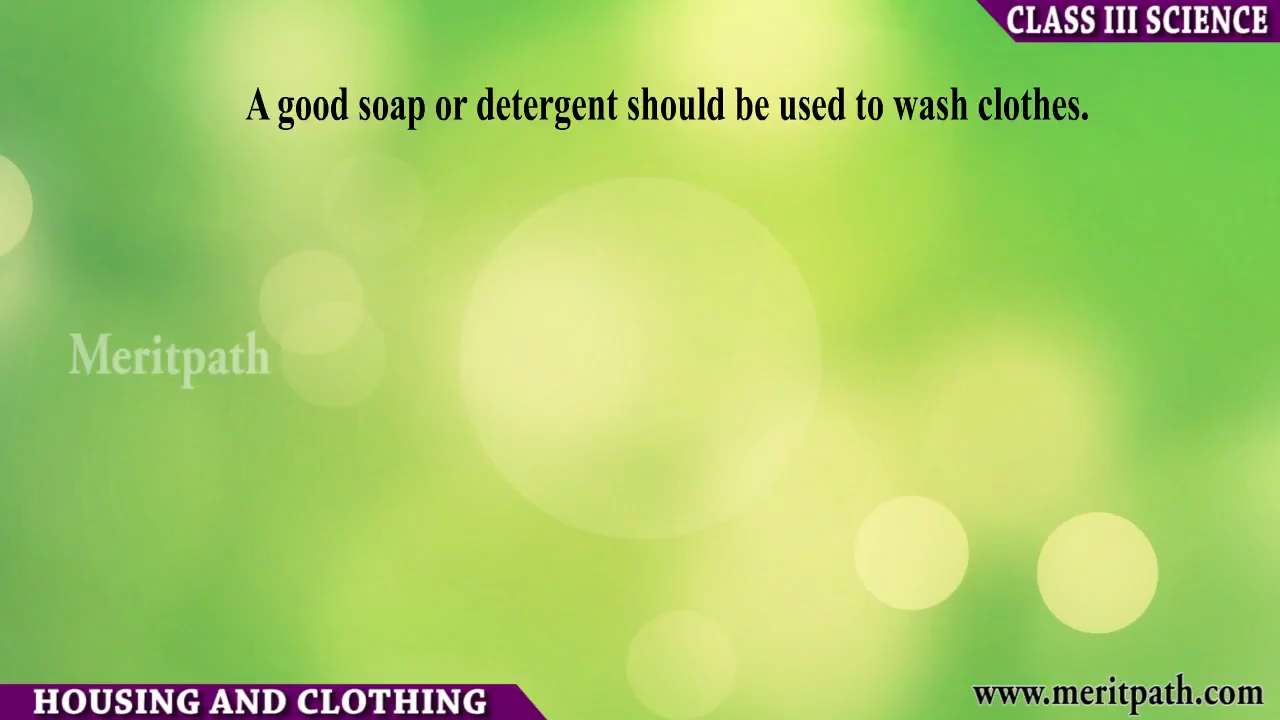 CLASS III SCIENCE
A good soap or detergent should be used to wash clothes.
Meritpath
HOUSING AND CLOTHING
www.meritpath.com